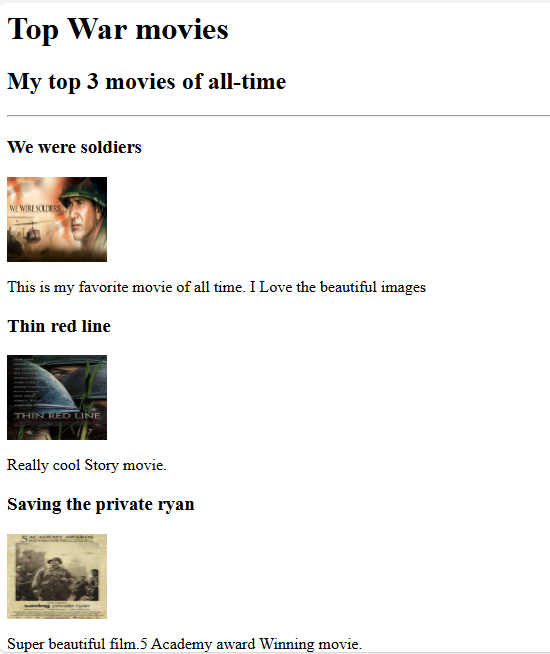 Top War movies
My top 3 movies of all-time
We were soldiers
WE WERE SOLDIERS
This is my favorite movie of all time. I Love the beautiful images
Thin red line
THIN RED LINE
Really cool Story movie.
Saving the private ryan
5 ACADEMY AWARDS
saving private ryan
Super beautiful film.5 Academy award Winning movie.